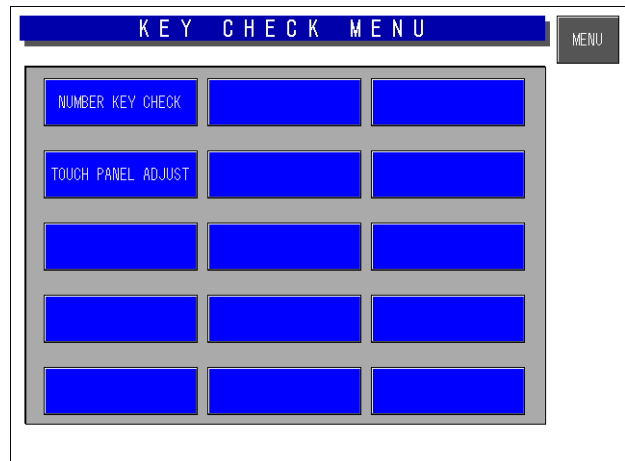 KEY CHECK MENU
MENU
NUMBER KEY CHECK
TOUCH PANEL ADJUST